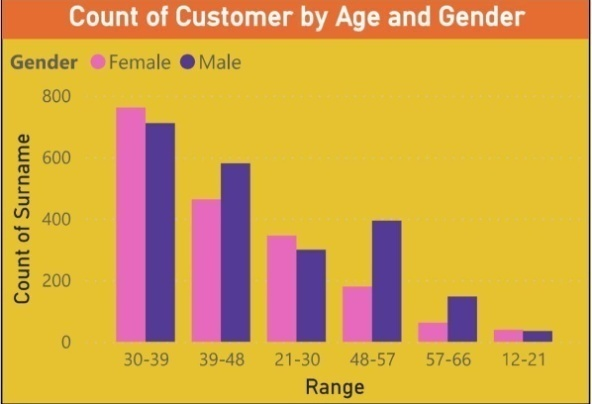 Count of Customer by Age and Gender
Gender Female Male
800
600
400
200
0
Count of Surname
30-39 39-48 21-30 48-57 57-66 12-21
Range